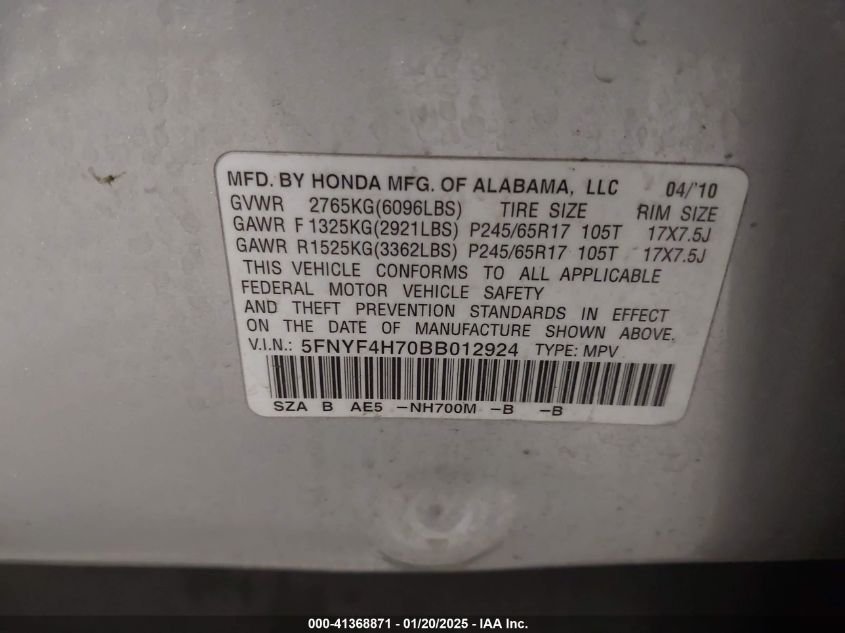 MFD. BY HONDA MFG. OF ALABAMA, LLC 04/'10
GVWR 2765KG(6096LBS) TIRE SIZE RIM SIZE
GAWR F 1325KG(2921LBS) P245/65R17 105T 17X7.5J
GAWR R1525KG(3362LBS) P245/65R17 105T 17X7.5J
THIS VEHICLE CONFORMS TO ALL APPLICABLE
FEDERAL MOTOR VEHICLE SAFETY
AND THEFT PREVENTION STANDARDS IN EFFECT
ON THE DATE OF MANUFACTURE SHOWN ABOVE.
V.I.N.: 5FNYF4H70BB012924 TYPE: MPV
SZA B AE5 -NH700M -B -B
000-41368871 / 01/20/2025 - IAA Inc.